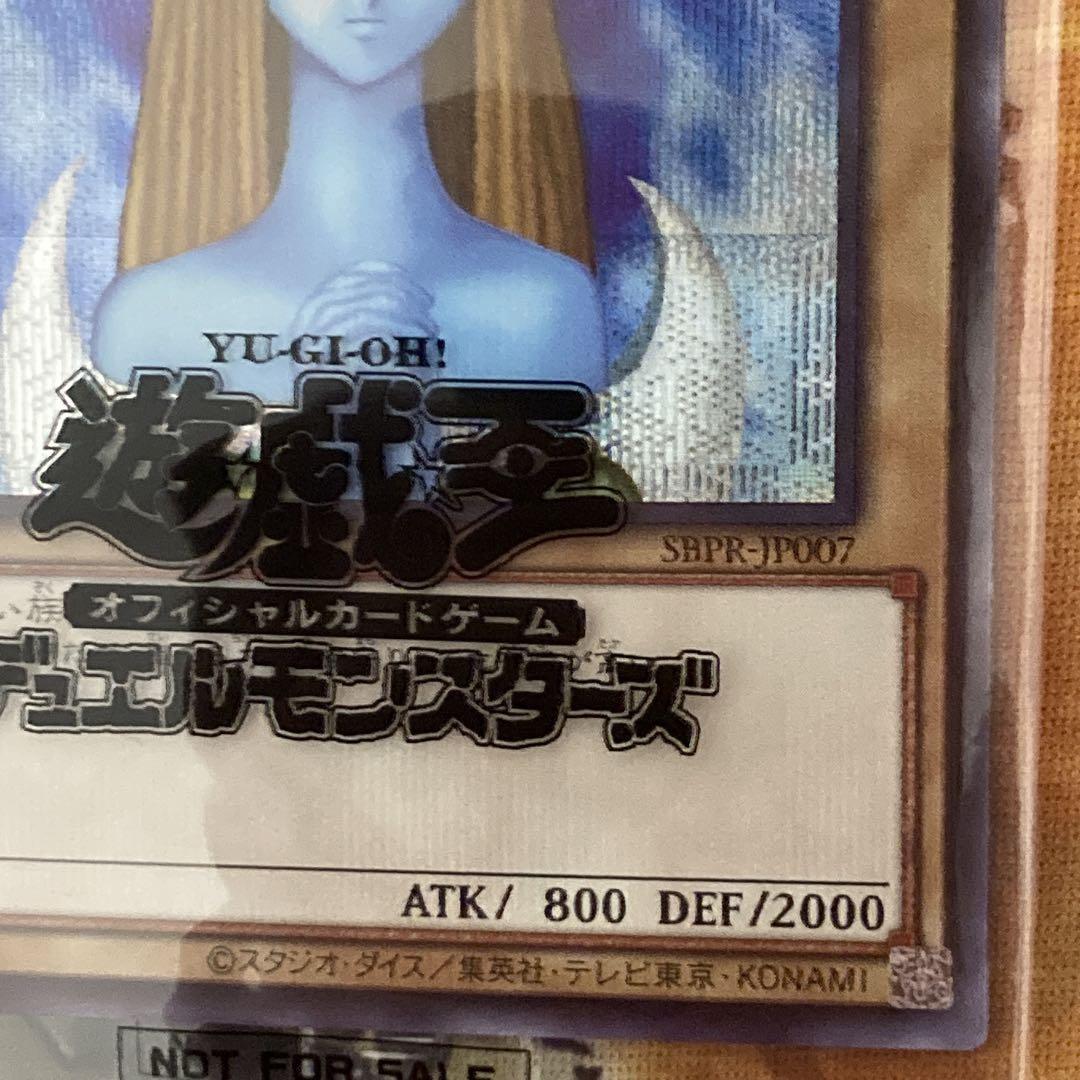 YU-GI-OH!
遊戯王
SBPR-JP007
い族
オフィシャルカードゲーム
デュエルモンスターズ
ATK/ 800 DEF/2000
©スタジオ・ダイス/集英社・テレビ東京・KONAMI
NOT FOR SALE